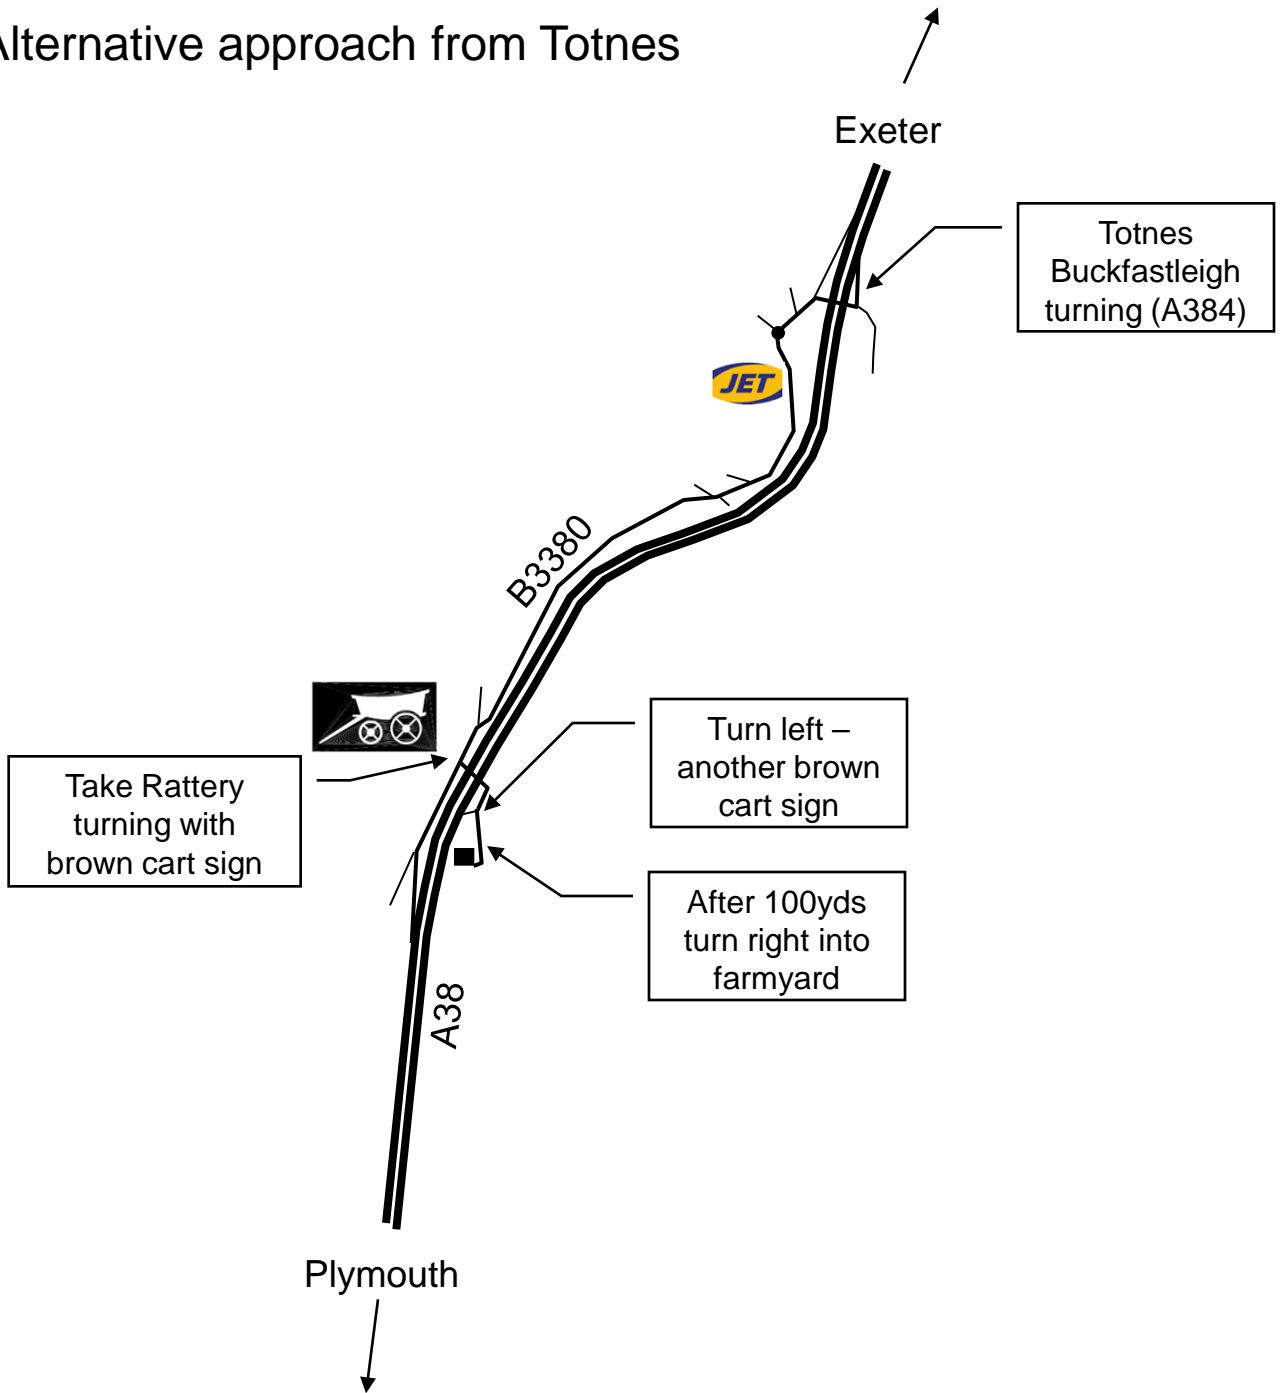 Alternative approach from Totnes
Exeter
Totnes
Buckfastleigh
turning (A384)
JET
B3380
Take Rattery
turning with
brown cart sign
Turn left –
another brown
cart sign
After 100yds
turn right into
farmyard
A38
Plymouth